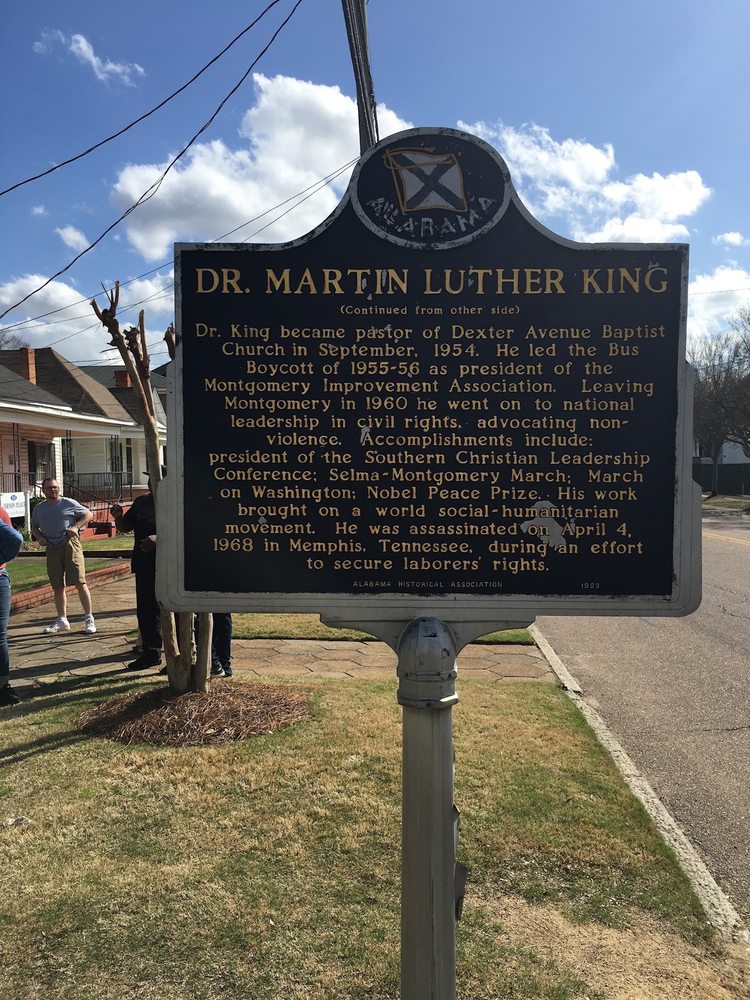 ALABAMA
DR. MARTIN LUTHER KING
(Continued from other side)
Dr. King became pastor of Dexter Avenue Baptist
Church in September, 1954. He led the Bus
Boycott of 1955-56 as president of the
Montgomery Improvement Association. Leaving
Montgomery in 1960 he went on to national
leadership in civil rights, advocating non-
violence. Accomplishments include:
president of the Southern Christian Leadership
Conference; Selma-Montgomery March; March
on Washington; Nobel Peace Prize. His work
brought on a world social-humanitarian
movement. He was assassinated on April 4,
1968 in Memphis, Tennessee, during an effort
to secure laborers' rights.
ALABAMA HISTORICAL ASSOCIATION 1993